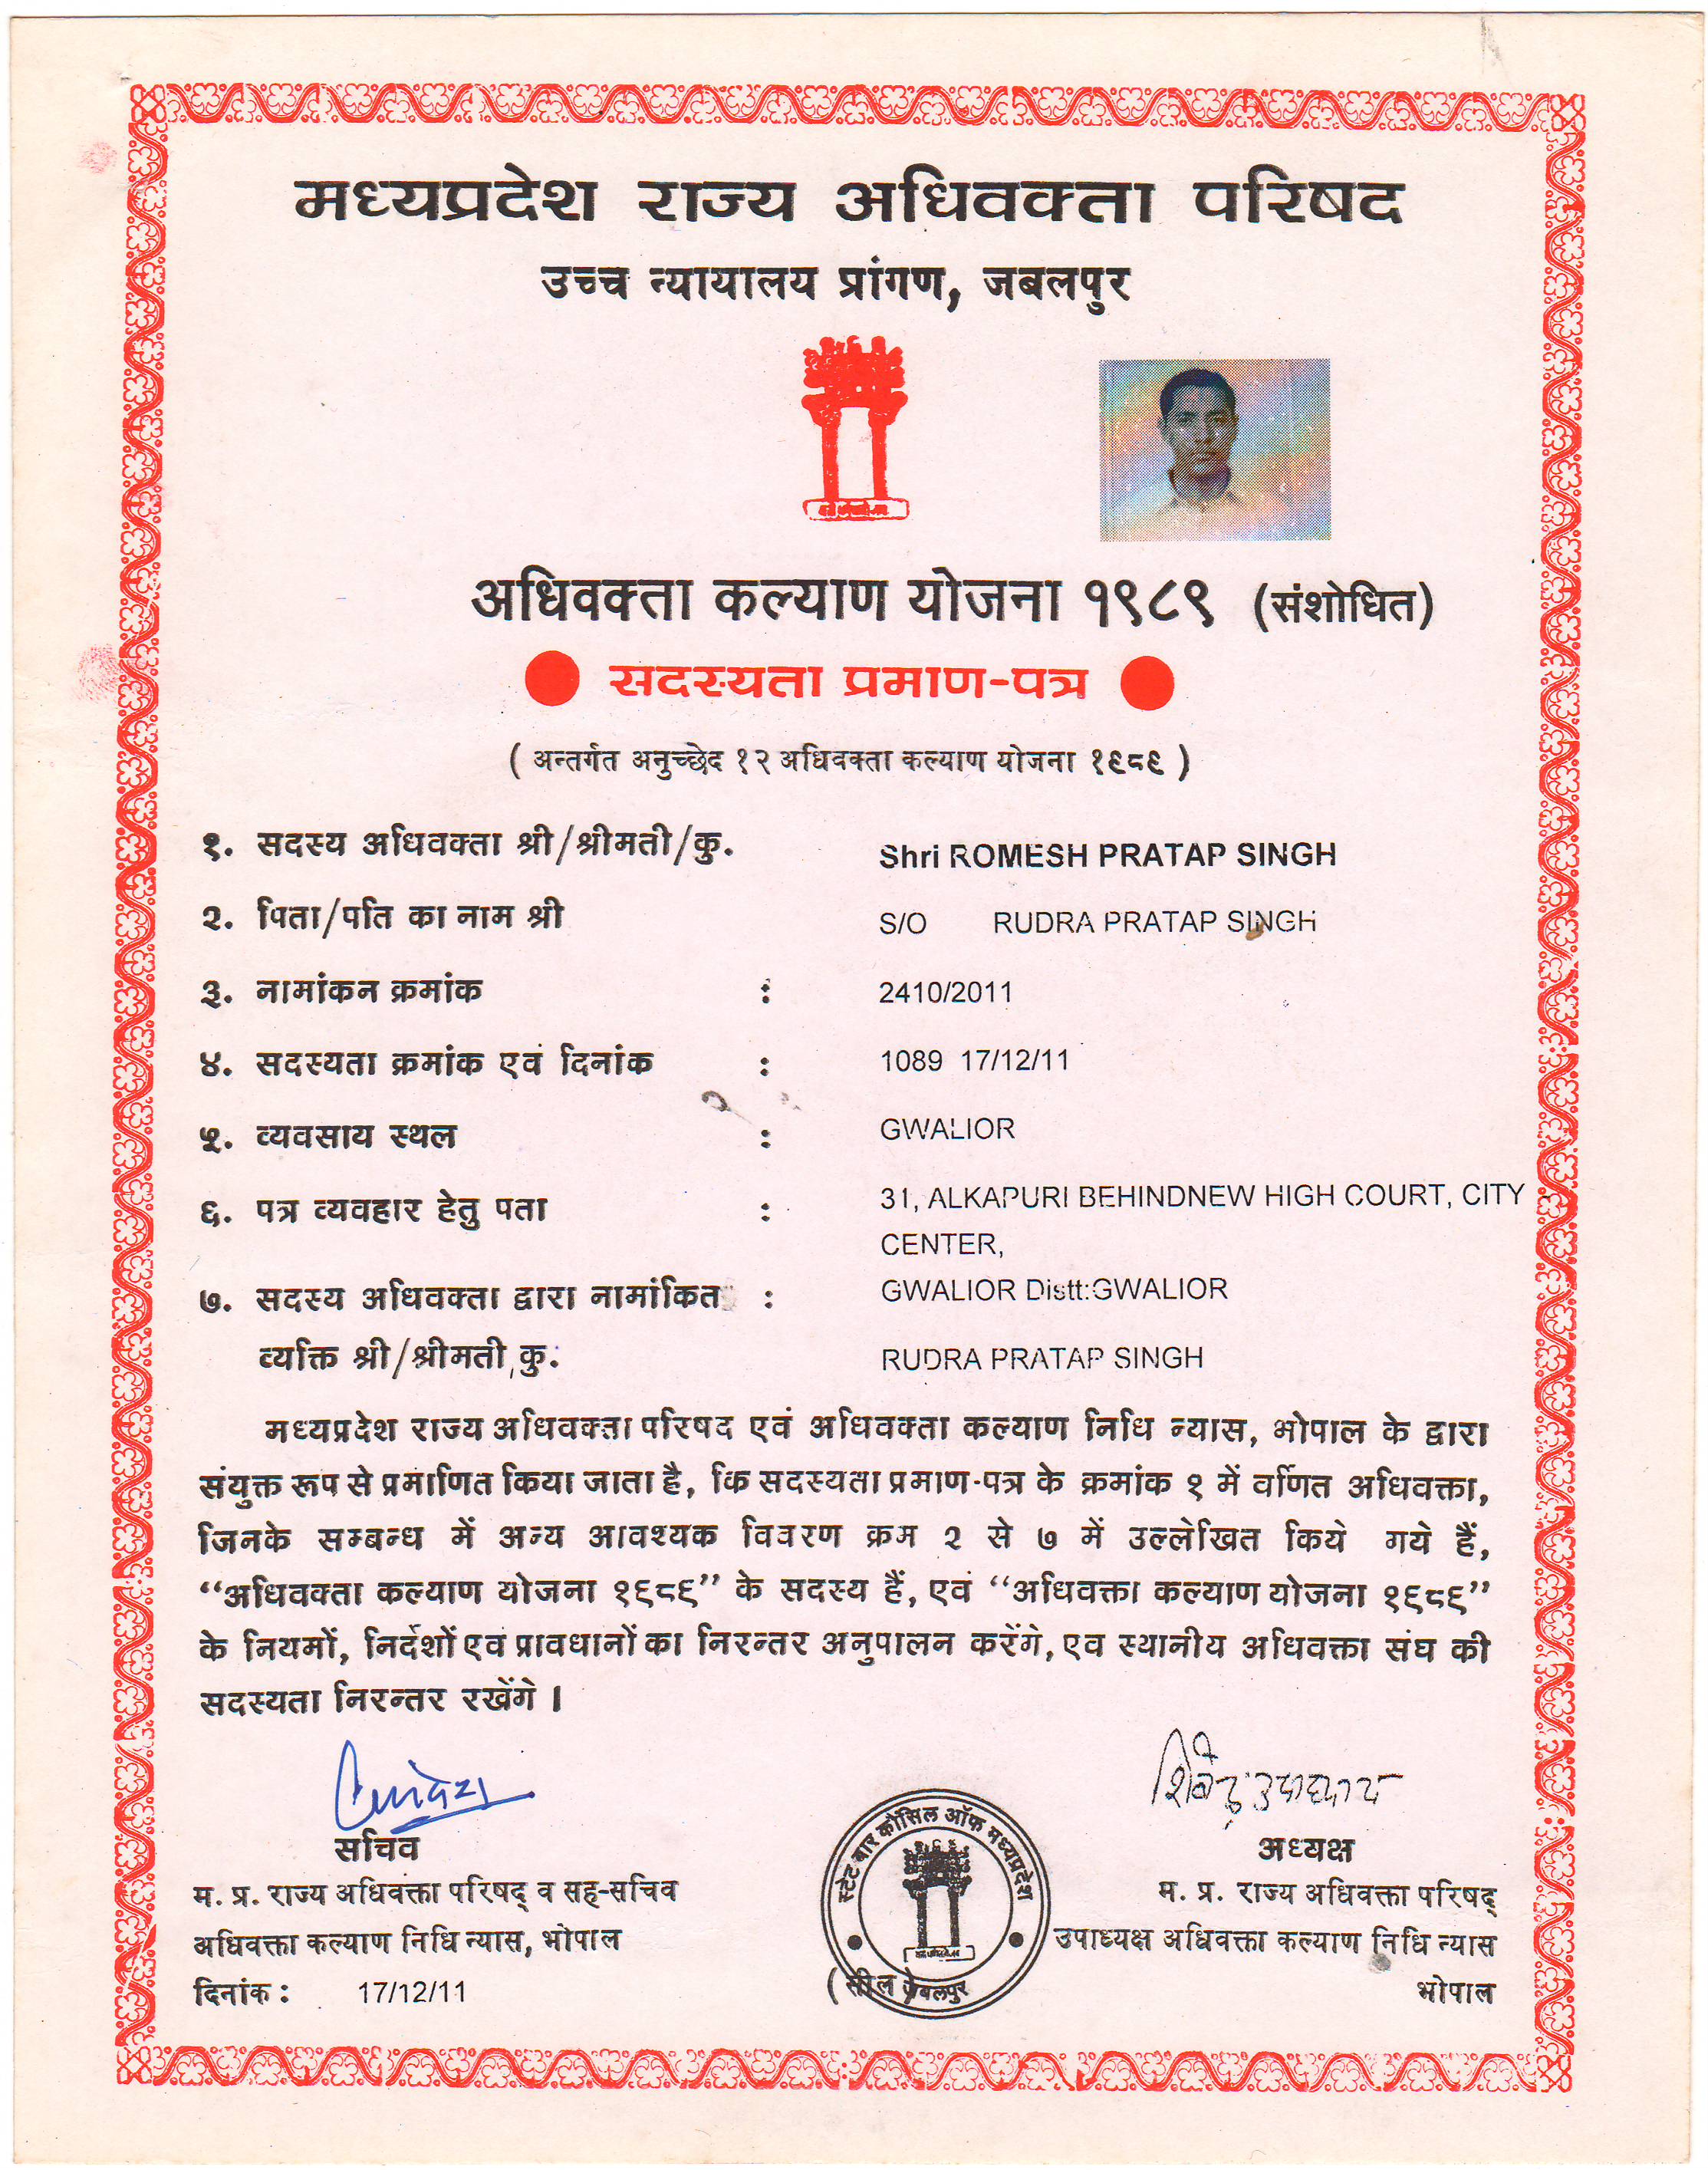 मध्यप्रदेश राज्य अधिवक्ता परिषद
उच्च न्यायालय प्रांगण, जबलपुर
अधिवक्ता कल्याण योजना १९८९ (संशोधित)
सदस्यता प्रमाण-पत्र
( अन्तर्गत अनुच्छेद १२ अधिवक्ता कल्याण योजना १९८९ )
१. सदस्य अधिवक्ता श्री/श्रीमती/कु. Shri ROMESH PRATAP SINGH
२. पिता/पति का नाम श्री S/O RUDRA PRATAP SINGH
३. नामांकन क्रमांक : 2410/2011
४. सदस्यता क्रमांक एवं दिनांक : 1089 17/12/11
५. व्यवसाय स्थल : GWALIOR
६. पत्र व्यवहार हेतु पता : 31, ALKAPURI BEHINDNEW HIGH COURT, CITY
CENTER,
GWALIOR Distt:GWALIOR
७. सदस्य अधिवक्ता द्वारा नामांकित :
व्यक्ति श्री/श्रीमती,कु. RUDRA PRATAP SINGH
मध्यप्रदेश राज्य अधिवक्ता परिषद एवं अधिवक्ता कल्याण निधि न्यास, भोपाल के द्वारा
संयुक्त रूप से प्रमाणित किया जाता है, कि सदस्यता प्रमाण-पत्र के क्रमांक १ में वर्णित अधिवक्ता,
जिनके सम्बन्ध में अन्य आवश्यक विवरण क्रम २ से ७ में उल्लेखित किये गये हैं,
“अधिवक्ता कल्याण योजना १९८९” के सदस्य हैं, एवं “अधिवक्ता कल्याण योजना १९८९”
के नियमों, निर्देशों एवं प्रावधानों का निरन्तर अनुपालन करेंगे, एवं स्थानीय अधिवक्ता संघ की
सदस्यता निरन्तर रखेंगे ।
सचिव
म. प्र. राज्य अधिवक्ता परिषद् व सह-सचिव
अधिवक्ता कल्याण निधि न्यास, भोपाल
दिनांक : 17/12/11
स्टेट बार कौंसिल ऑफ मध्यप्रदेश
जबलपुर
( सील )
अध्यक्ष
म. प्र. राज्य अधिवक्ता परिषद्
उपाध्यक्ष अधिवक्ता कल्याण निधि न्यास
भोपाल